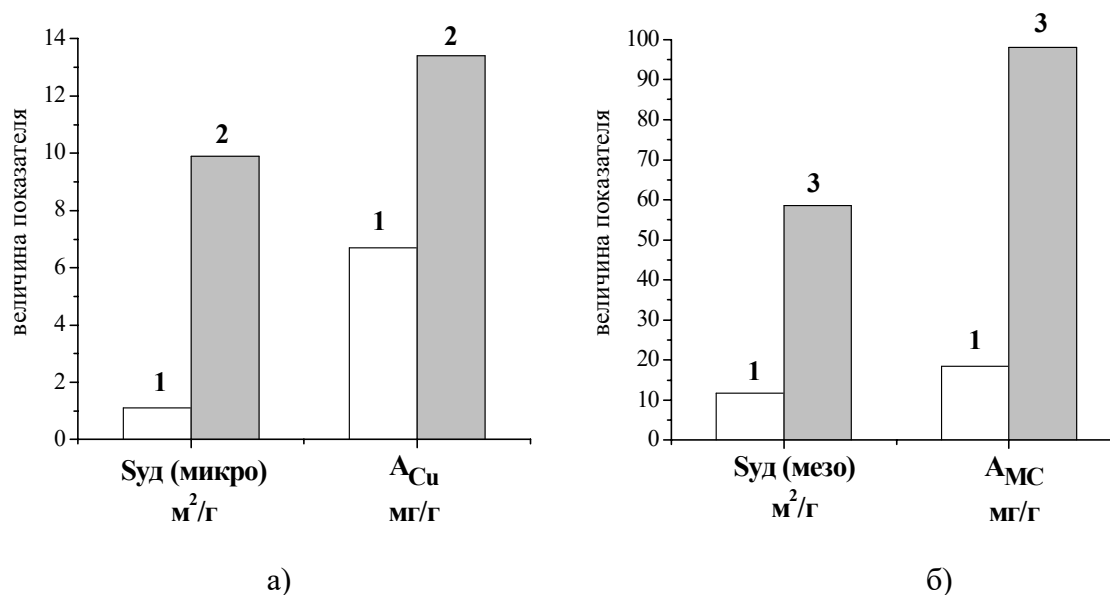 14
12
10
8
6
4
2
0
величина показателя
1
2
1
2
Sуд (микро)
м²/г
A_Cu
мг/г
а)
100
90
80
70
60
50
40
30
20
10
0
величина показателя
1
3
1
3
Sуд (мезо)
м²/г
A_МС
мг/г
б)